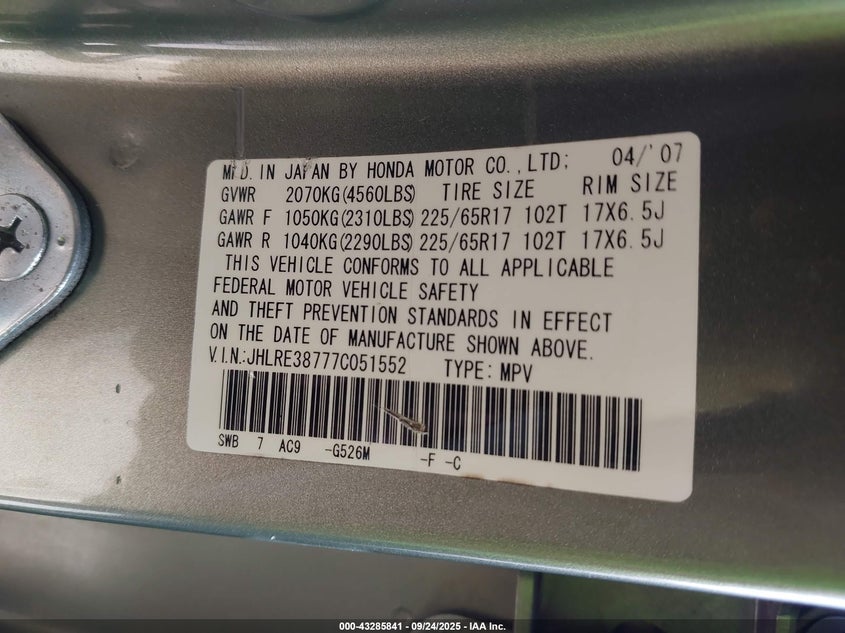 MFD. IN JAPAN BY HONDA MOTOR CO., LTD; 04/'07
GVWR 2070KG(4560LBS) TIRE SIZE RIM SIZE
GAWR F 1050KG(2310LBS) 225/65R17 102T 17X6.5J
GAWR R 1040KG(2290LBS) 225/65R17 102T 17X6.5J
THIS VEHICLE CONFORMS TO ALL APPLICABLE
FEDERAL MOTOR VEHICLE SAFETY
AND THEFT PREVENTION STANDARDS IN EFFECT
ON THE DATE OF MANUFACTURE SHOWN ABOVE.
V.I.N.:JHLRE38777C051552 TYPE: MPV
SWB 7 AC9 -G526M -F -C
000-43285841 - 09/24/2025 - IAA Inc.